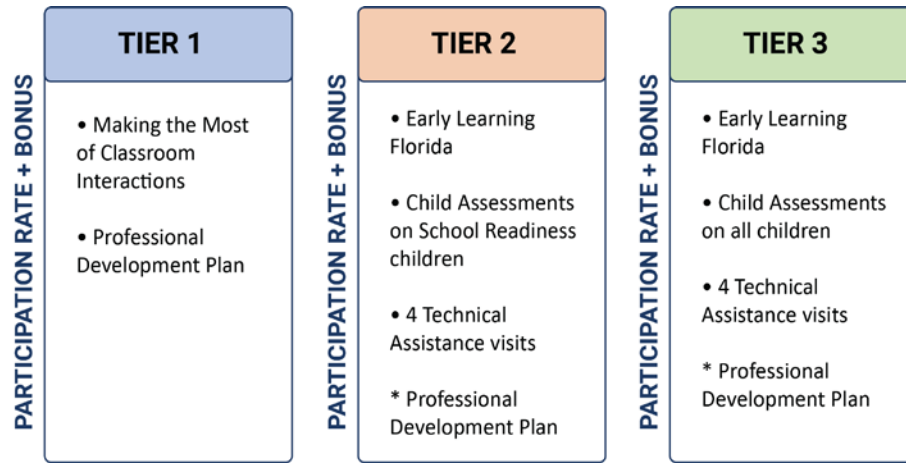 PARTICIPATION RATE + BONUS
TIER 1
• Making the Most
of Classroom
Interactions
• Professional
Development Plan
PARTICIPATION RATE + BONUS
TIER 2
• Early Learning
Florida
• Child Assessments
on School Readiness
children
• 4 Technical
Assistance visits
* Professional
Development Plan
PARTICIPATION RATE + BONUS
TIER 3
• Early Learning
Florida
• Child Assessments
on all children
• 4 Technical
Assistance visits
* Professional
Development Plan